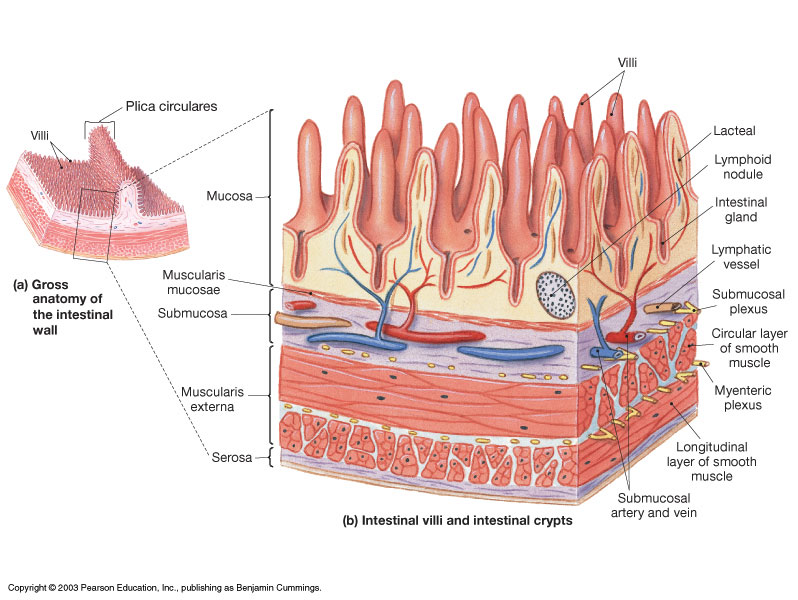 Plica circulares
Villi
(a) Gross
anatomy of
the intestinal
wall
Mucosa
Muscularis
mucosae
Submucosa
Muscularis
externa
Serosa
Villi
Lacteal
Lymphoid
nodule
Intestinal
gland
Lymphatic
vessel
Submucosal
plexus
Circular layer
of smooth
muscle
Myenteric
plexus
Longitudinal
layer of smooth
muscle
Submucosal
artery and vein
(b) Intestinal villi and intestinal crypts
Copyright © 2003 Pearson Education, Inc., publishing as Benjamin Cummings.